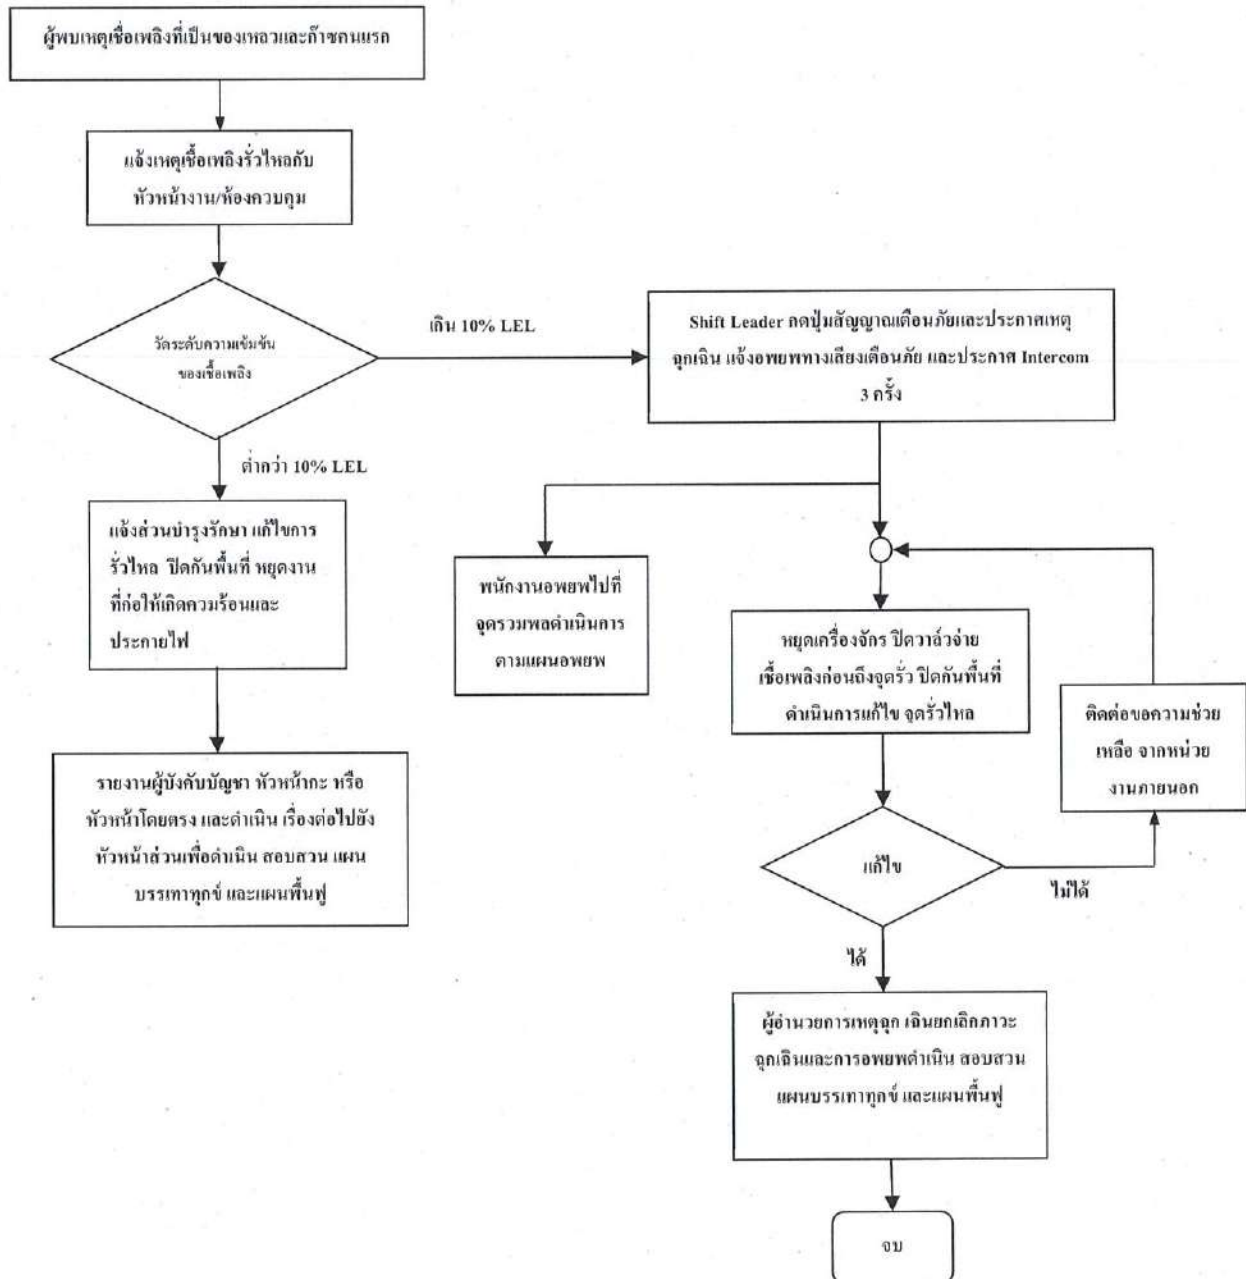 ผู้พบเหตุเชื้อเพลิงที่เป็นของเหลวและก๊าซคนแรก
แจ้งเหตุเชื้อเพลิงรั่วไหลกับ
หัวหน้างาน/ห้องควบคุม
วัดระดับความเข้มข้น
ของเชื้อเพลิง
เกิน 10% LEL
Shift Leader กดปุ่มสัญญาณเตือนภัยและประกาศเหตุ
ฉุกเฉิน แจ้งอพยพทางเสียงเตือนภัย และประกาศ Intercom
3 ครั้ง
ต่ำกว่า 10% LEL
แจ้งส่วนบำรุงรักษา แก้ไขการ
รั่วไหล ปิดกันพื้นที่ หยุดงาน
ที่ก่อให้เกิดควมร้อนและ
ประกายไฟ
พนักงานอพยพไปที่
จุดรวมพลดำเนินการ
ตามแผนอพยพ
หยุดเครื่องจักร ปิดวาล์วจ่าย
เชื้อเพลิงก่อนถึงจุดรั่ว ปิดกันพื้นที่
ดำเนินการแก้ไข จุดรั่วไหล
ติดต่อขอความช่วย
เหลือ จากหน่วย
งานภายนอก
รายงานผู้บังคับบัญชา หัวหน้ากะ หรือ
หัวหน้าโดยตรง และดำเนิน เรื่องต่อไปยัง
หัวหน้าส่วนเพื่อดำเนิน สอบสวน แผน
บรรเทาทุกข์ และแผนฟื้นฟู
แก้ไข
ไม่ได้
ได้
ผู้อำนวยการเหตุฉุก เฉินยกเลิกภาวะ
ฉุกเฉินและการอพยพดำเนิน สอบสวน
แผนบรรเทาทุกข์ และแผนฟื้นฟู
จบ